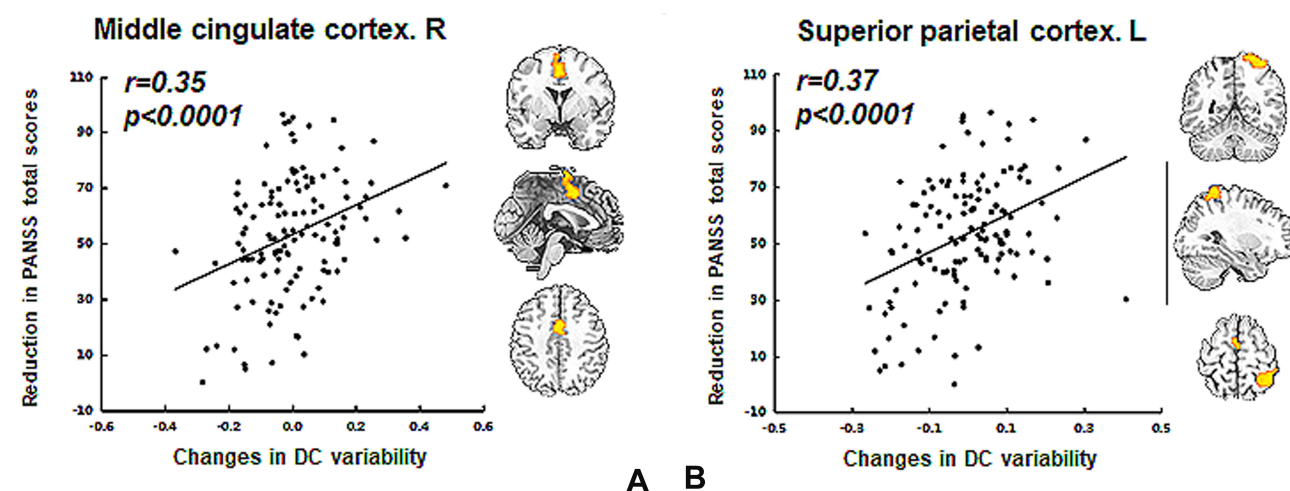 Middle cingulate cortex. R
r=0.35
p<0.0001
Reduction in PANSS total scores
110
90
70
50
30
10
-10
-0.6
-0.4
-0.2
0.0
0.2
0.4
0.6
Changes in DC variability
A
Superior parietal cortex. L
r=0.37
p<0.0001
Reduction in PANSS total scores
110
90
70
50
30
10
-10
-0.5
-0.3
-0.1
0.1
0.3
0.5
Changes in DC variability
B